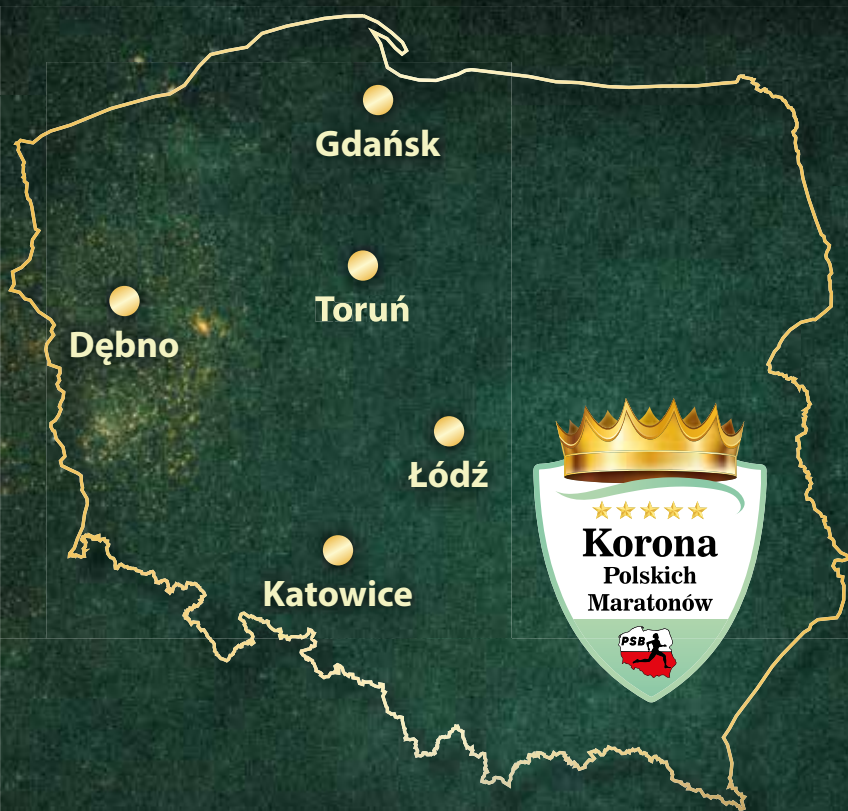 Gdańsk
Toruń
Dębno
Łódź
Katowice
Korona
Polskich
Maratonów
PSB